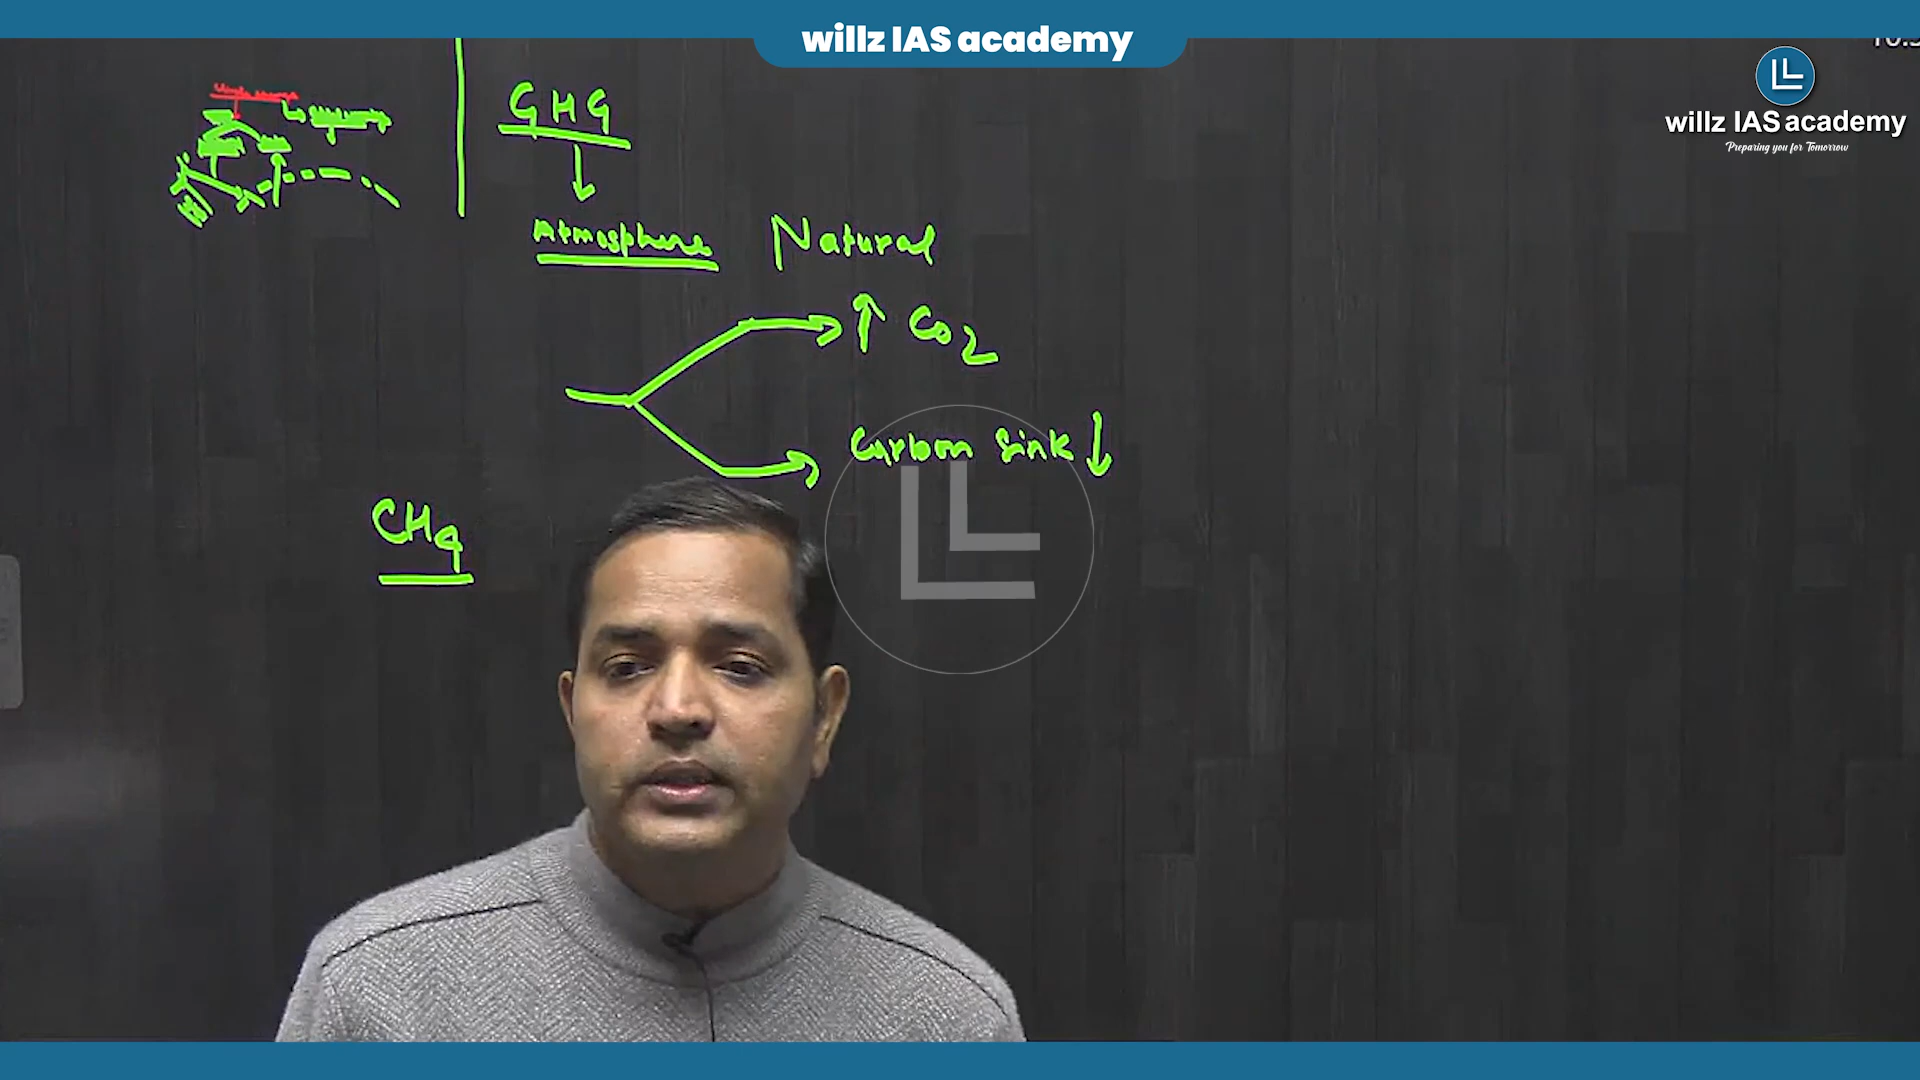 willz IAS academy
willz IAS academy
Preparing you for Tomorrow
GHG
Atmosphere Natural
↑ CO2
Carbon Sink ↓
CH4